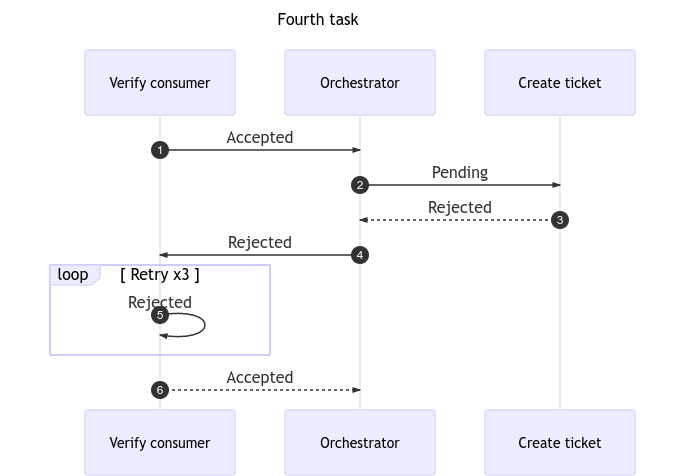 Fourth task
Verify consumer
Orchestrator
Create ticket
Accepted
1
Pending
2
Rejected
3
Rejected
4
loop
[ Retry x3 ]
Rejected
5
Accepted
6
Verify consumer
Orchestrator
Create ticket